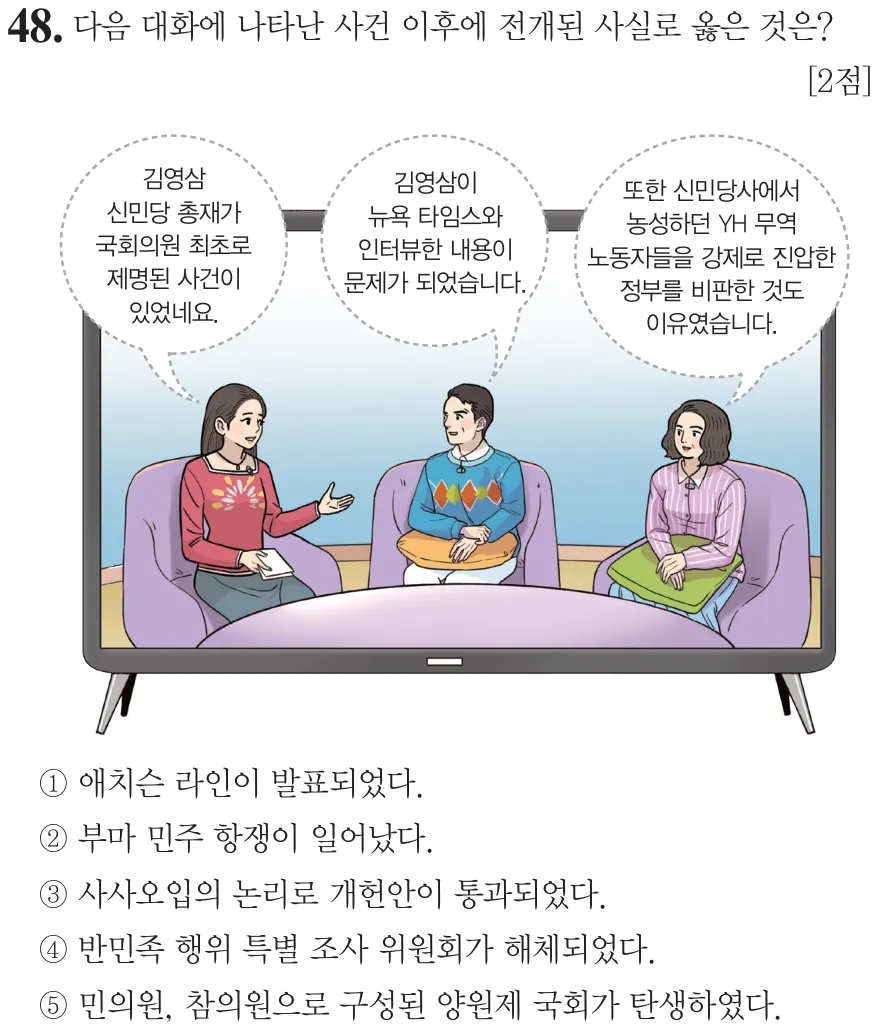 48. 다음 대화에 나타난 사건 이후에 전개된 사실로 옳은 것은?
[2점]
김영삼
신민당 총재가
국회의원 최초로
제명된 사건이
있었네요.
김영삼이
뉴욕 타임스와
인터뷰한 내용이
문제가 되었습니다.
또한 신민당사에서
농성하던 YH 무역
노동자들을 강제로 진압한
정부를 비판한 것도
이유였습니다.
① 애치슨 라인이 발표되었다.
② 부마 민주 항쟁이 일어났다.
③ 사사오입의 논리로 개헌안이 통과되었다.
④ 반민족 행위 특별 조사 위원회가 해체되었다.
⑤ 민의원, 참의원으로 구성된 양원제 국회가 탄생하였다.